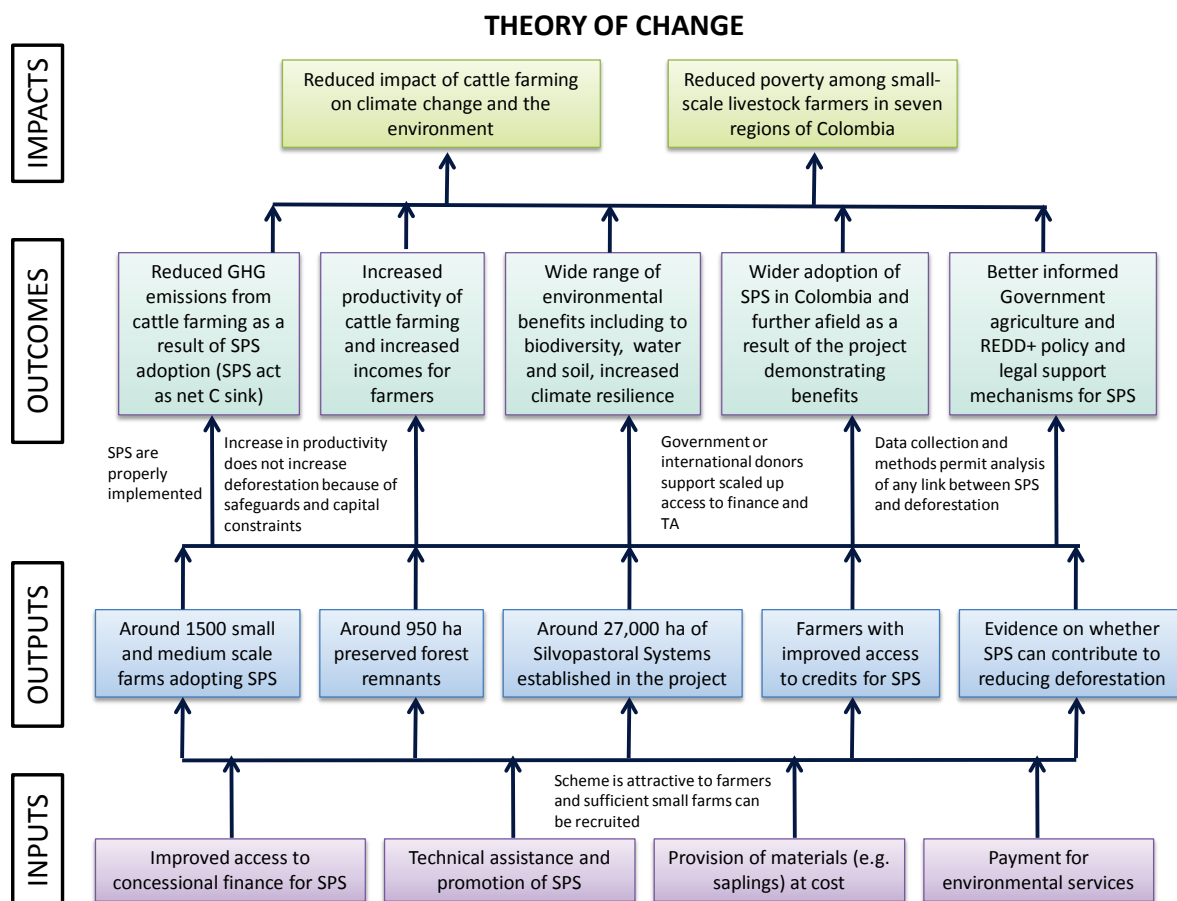 THEORY OF CHANGE
IMPACTS
Reduced impact of cattle farming
on climate change and the
environment
Reduced poverty among small-
scale livestock farmers in seven
regions of Colombia
OUTCOMES
Reduced GHG
emissions from
cattle farming as a
result of SPS
adoption (SPS act
as net C sink)
Increased
productivity of
cattle farming
and increased
incomes for
farmers
Wide range of
environmental
benefits including to
biodiversity, water
and soil, increased
climate resilience
Wider adoption of
SPS in Colombia and
further afield as a
result of the project
demonstrating
benefits
Better informed
Government
agriculture and
REDD+ policy and
legal support
mechanisms for SPS
SPS are
properly
implemented
Increase in productivity
does not increase
deforestation because of
safeguards and capital
constraints
Government or
international donors
support scaled up
access to finance and
TA
Data collection and
methods permit analysis
of any link between SPS
and deforestation
OUTPUTS
Around 1500 small
and medium scale
farms adopting SPS
Around 950 ha
preserved forest
remnants
Around 27,000 ha of
Silvopastoral Systems
established in the project
Farmers with
improved access
to credits for SPS
Evidence on whether
SPS can contribute to
reducing deforestation
Scheme is attractive to farmers
and sufficient small farms can
be recruited
INPUTS
Improved access to
concessional finance for SPS
Technical assistance and
promotion of SPS
Provision of materials (e.g.
saplings) at cost
Payment for
environmental services